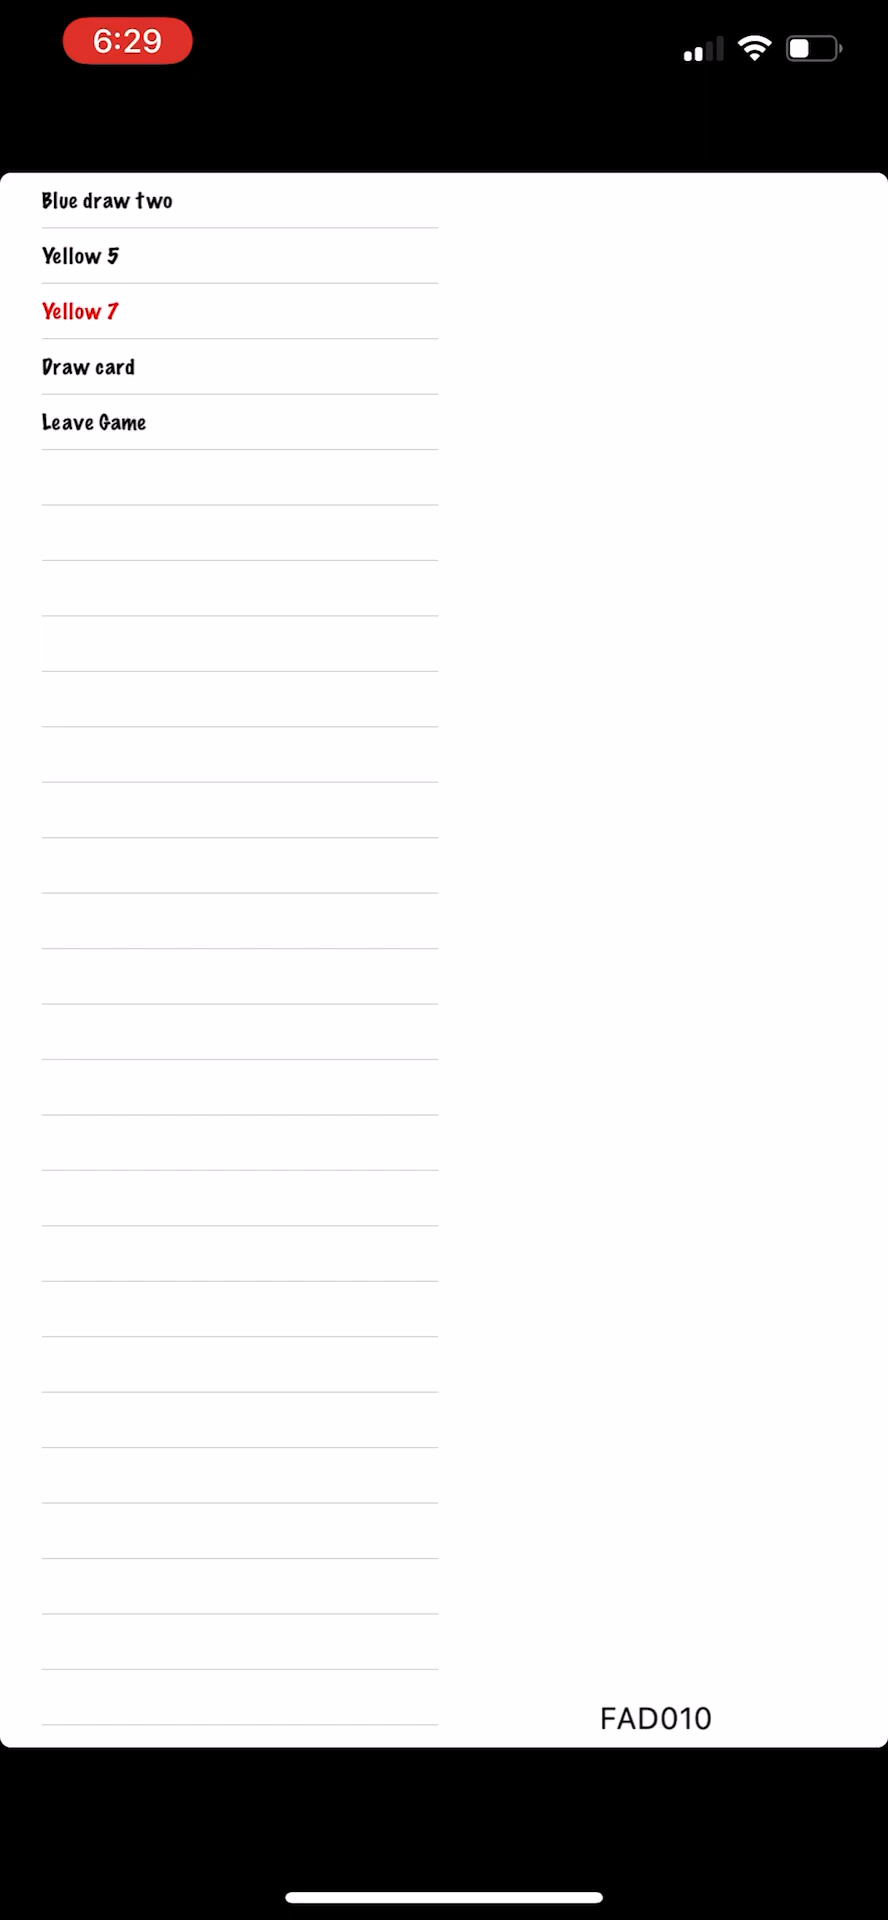 6:29
Blue draw two
Yellow 5
Yellow 7
Draw card
Leave Game
FAD010